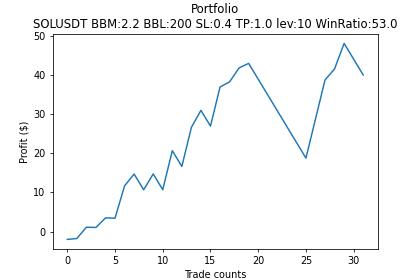 Portfolio
SOLUSDT BBM:2.2 BBL:200 SL:0.4 TP:1.0 lev:10 WinRatio:53.0
50
40
30
20
10
0
Profit ($)
0 5 10 15 20 25 30
Trade counts